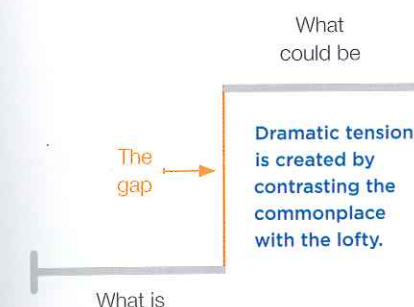 What
could be
The
gap
Dramatic tension
is created by
contrasting the
commonplace
with the lofty.
What is